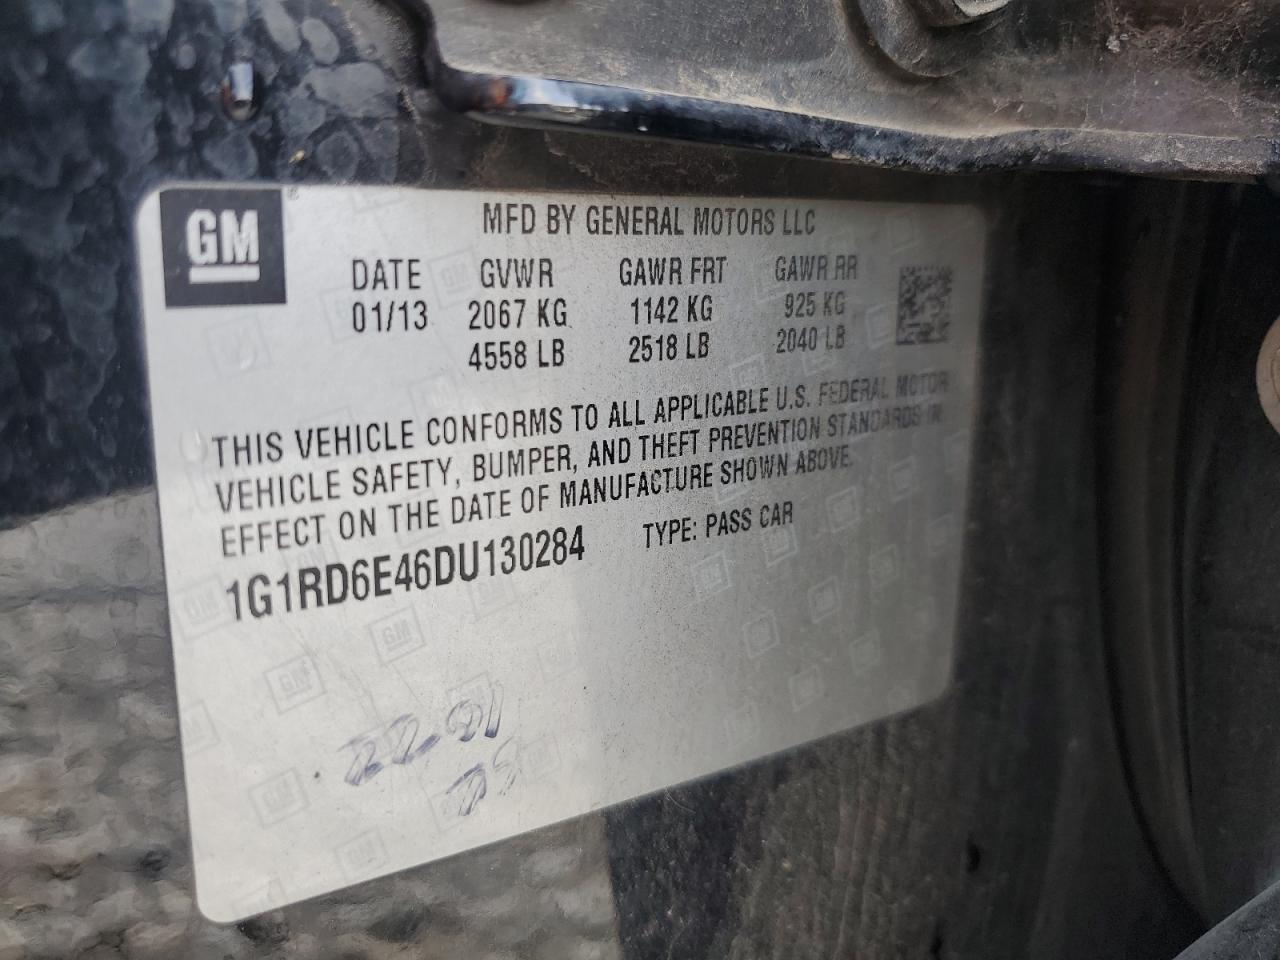 GM
MFD BY GENERAL MOTORS LLC
DATE GVWR GAWR FRT GAWR RR
01/13 2067 KG 1142 KG 925 KG
4558 LB 2518 LB 2040 LB
THIS VEHICLE CONFORMS TO ALL APPLICABLE U.S. FEDERAL MOTOR
VEHICLE SAFETY, BUMPER, AND THEFT PREVENTION STANDARDS IN
EFFECT ON THE DATE OF MANUFACTURE SHOWN ABOVE.
1G1RD6E46DU130284 TYPE: PASS CAR